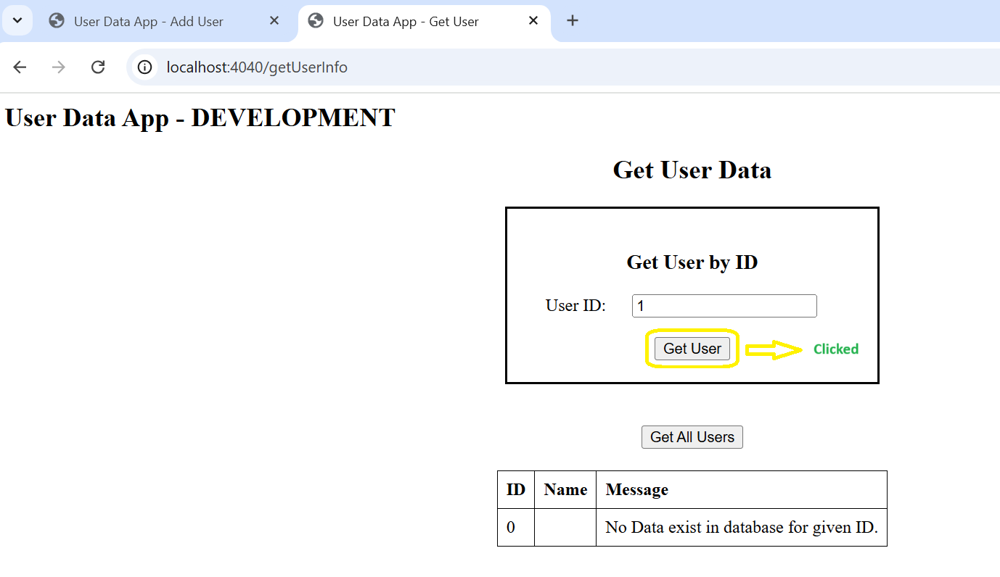 User Data App - Add User
User Data App - Get User
localhost:4040/getUserInfo
User Data App - DEVELOPMENT
Get User Data
Get User by ID
User ID: 1
Get User Clicked
Get All Users
ID Name Message
0 No Data exist in database for given ID.